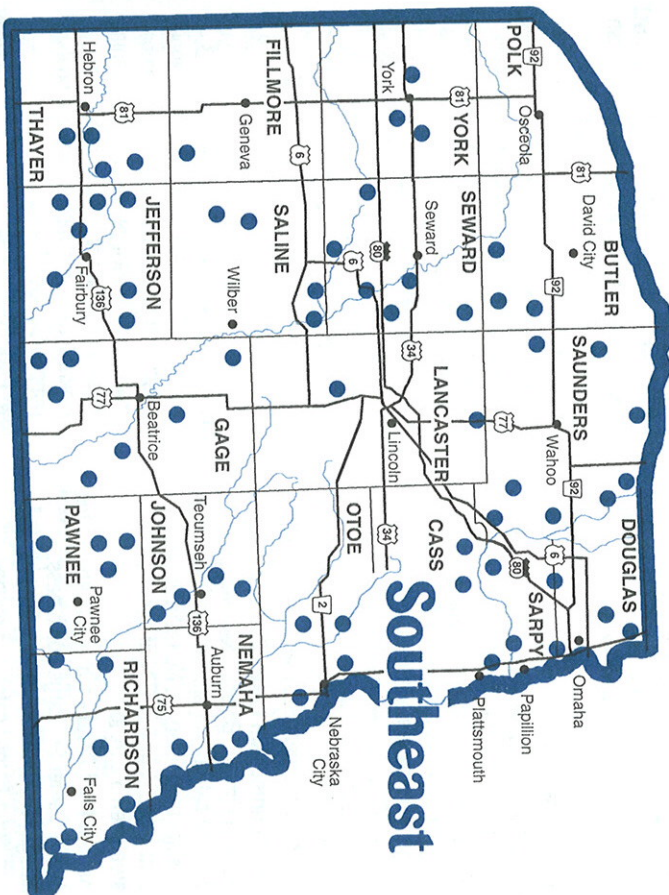 Southeast
POLK
92
Osceola
81
BUTLER
David City
92
SAUNDERS
Wahoo
77
92
DOUGLAS
Omaha
6
80
SARPY
Papillion
Plattsmouth
YORK
York
81
SEWARD
Seward
80
6
34
LANCASTER
Lincoln
34
CASS
FILLMORE
Geneva
6
81
SALINE
Wilber
GAGE
Beatrice
77
OTOE
2
Nebraska City
THAYER
Hebron
81
JEFFERSON
Fairbury
136
JOHNSON
Tecumseh
136
NEMAHA
Auburn
75
PAWNEE
Pawnee City
RICHARDSON
Falls City